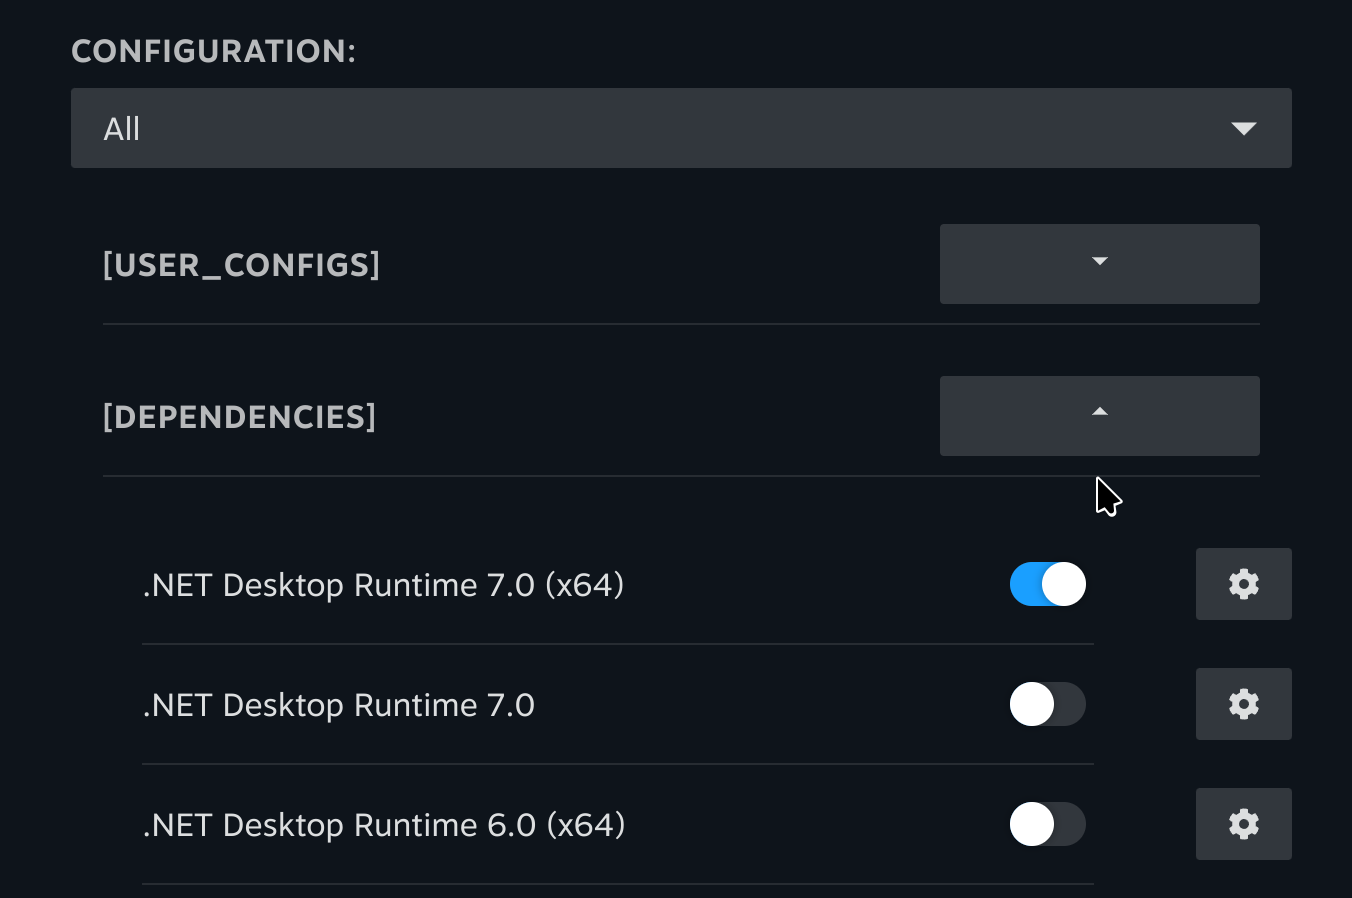 CONFIGURATION:
All
[USER_CONFIGS]
[DEPENDENCIES]
.NET Desktop Runtime 7.0 (x64)
.NET Desktop Runtime 7.0
.NET Desktop Runtime 6.0 (x64)